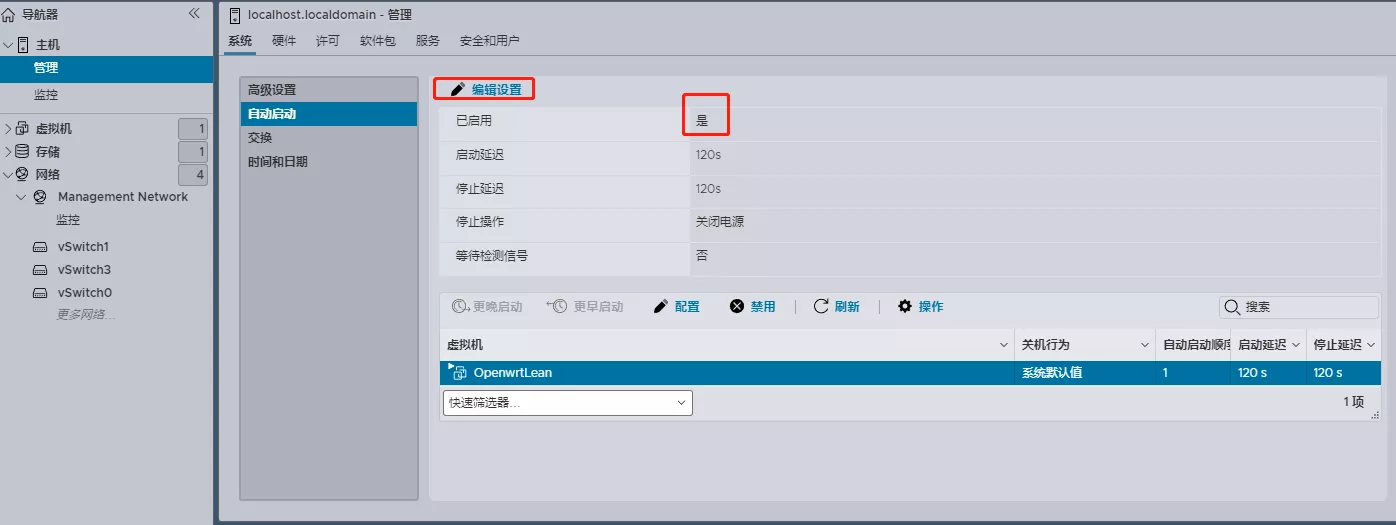 导航器
主机
管理
监控
虚拟机 1
存储 1
网络 4
Management Network
监控
vSwitch1
vSwitch3
vSwitch0
更多网络...
localhost.localdomain - 管理
系统 硬件 许可 软件包 服务 安全和用户
高级设置
自动启动
交换
时间和日期
编辑设置
已启用 是
启动延迟 120s
停止延迟 120s
停止操作 关闭电源
等待检测信号 否
更晚启动 更早启动 配置 禁用 刷新 操作 搜索
虚拟机 关机行为 自动启动顺序 启动延迟 停止延迟
OpenwrtLean 系统默认值 1 120 s 120 s
快速筛选器... 1 项